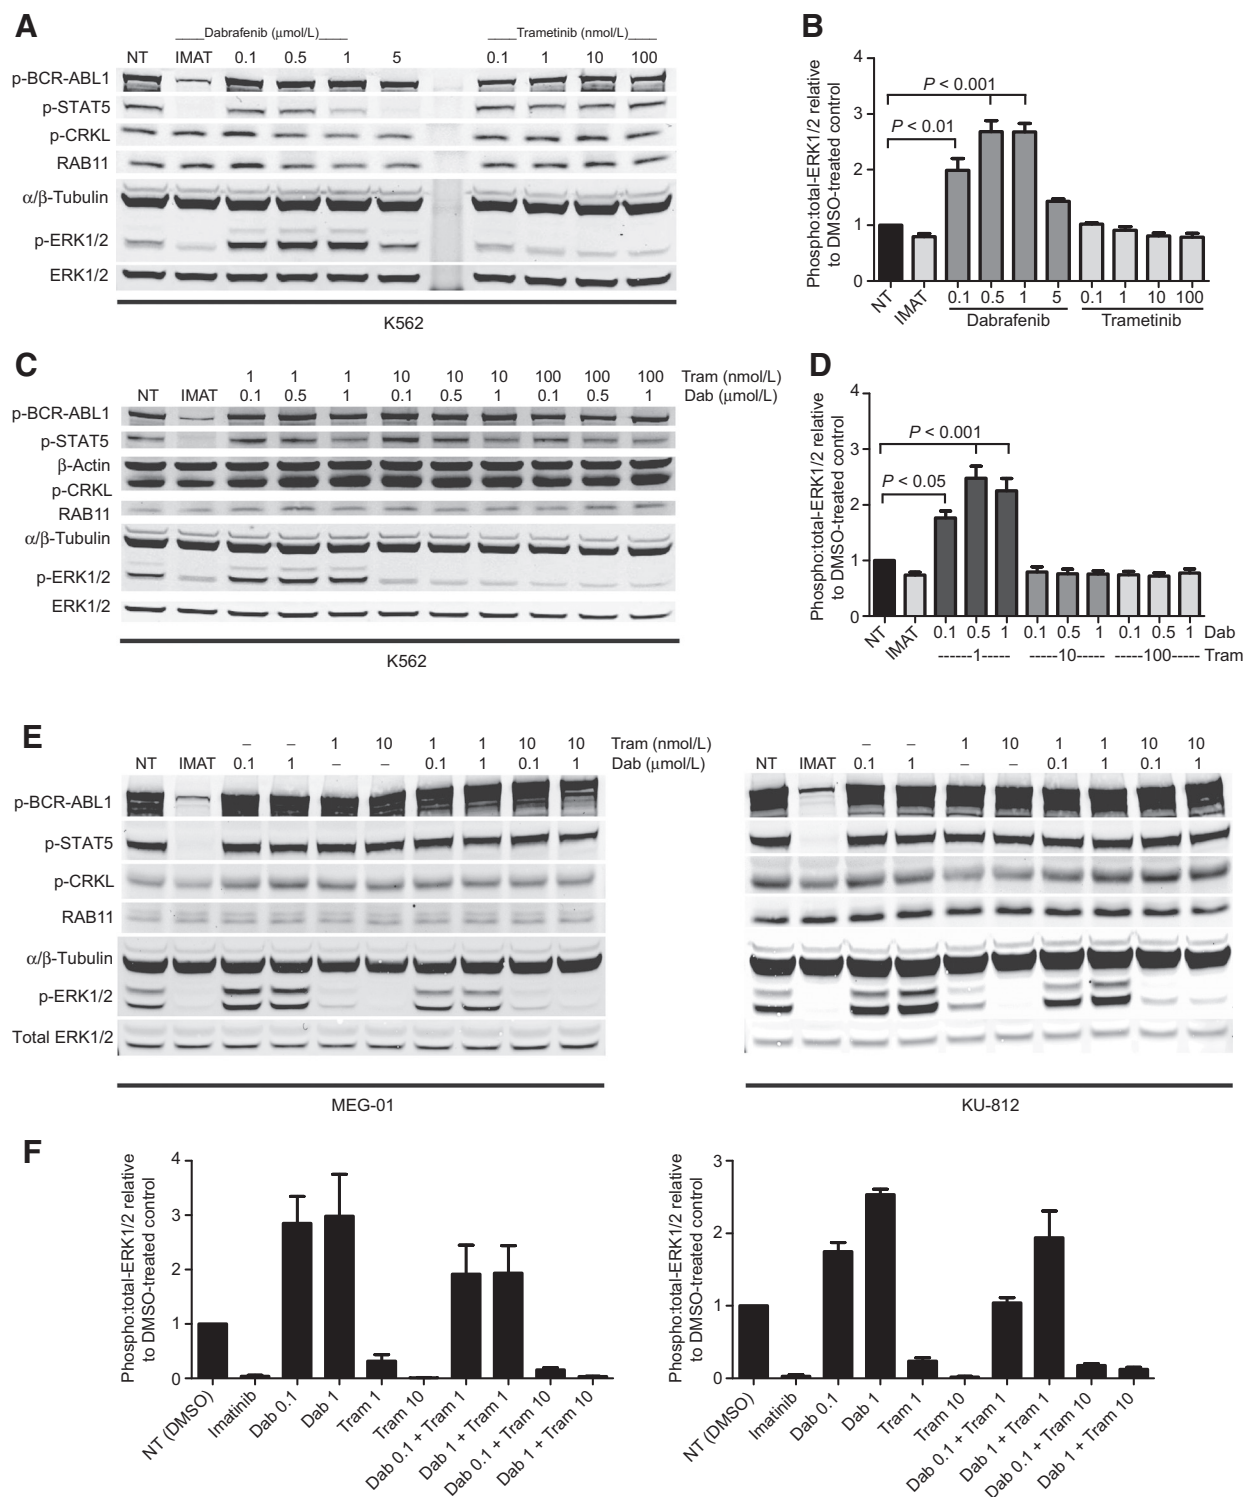 A
____Dabrafenib (μmol/L)____ ____Trametinib (nmol/L)____
NT IMAT 0.1 0.5 1 5 0.1 1 10 100
p-BCR-ABL1
p-STAT5
p-CRKL
RAB11
α/β-Tubulin
p-ERK1/2
ERK1/2
K562
B
Phospho:total-ERK1/2 relative
to DMSO-treated control
4
3
2
1
0
P < 0.001
P < 0.01
NT IMAT 0.1 0.5 1 5 0.1 1 10 100
Dabrafenib Trametinib
C
1 1 1 10 10 10 100 100 100 Tram (nmol/L)
NT IMAT 0.1 0.5 1 0.1 0.5 1 0.1 0.5 1 Dab (μmol/L)
p-BCR-ABL1
p-STAT5
β-Actin
p-CRKL
RAB11
α/β-Tubulin
p-ERK1/2
ERK1/2
K562
D
Phospho:total-ERK1/2 relative
to DMSO-treated control
4
3
2
1
0
P < 0.001
P < 0.05
NT IMAT 0.1 0.5 1 0.1 0.5 1 0.1 0.5 1 Dab
------1----- -----10----- -----100----- Tram
E
– – 1 10 1 1 10 10 Tram (nmol/L)
NT IMAT 0.1 1 – – 0.1 1 0.1 1 Dab (μmol/L)
p-BCR-ABL1
p-STAT5
p-CRKL
RAB11
α/β-Tubulin
p-ERK1/2
Total ERK1/2
MEG-01
– – 1 10 1 1 10 10
NT IMAT 0.1 1 – – 0.1 1 0.1 1
KU-812
F
Phospho:total-ERK1/2 relative
to DMSO-treated control
4
3
2
1
0
NT (DMSO)
Imatinib
Dab 0.1
Dab 1
Tram 1
Tram 10
Dab 0.1 + Tram 1
Dab 1 + Tram 1
Dab 0.1 + Tram 10
Dab 1 + Tram 10
Phospho:total-ERK1/2 relative
to DMSO-treated control
3
2
1
0
NT (DMSO)
Imatinib
Dab 0.1
Dab 1
Tram 1
Tram 10
Dab 0.1 + Tram 1
Dab 1 + Tram 1
Dab 0.1 + Tram 10
Dab 1 + Tram 10